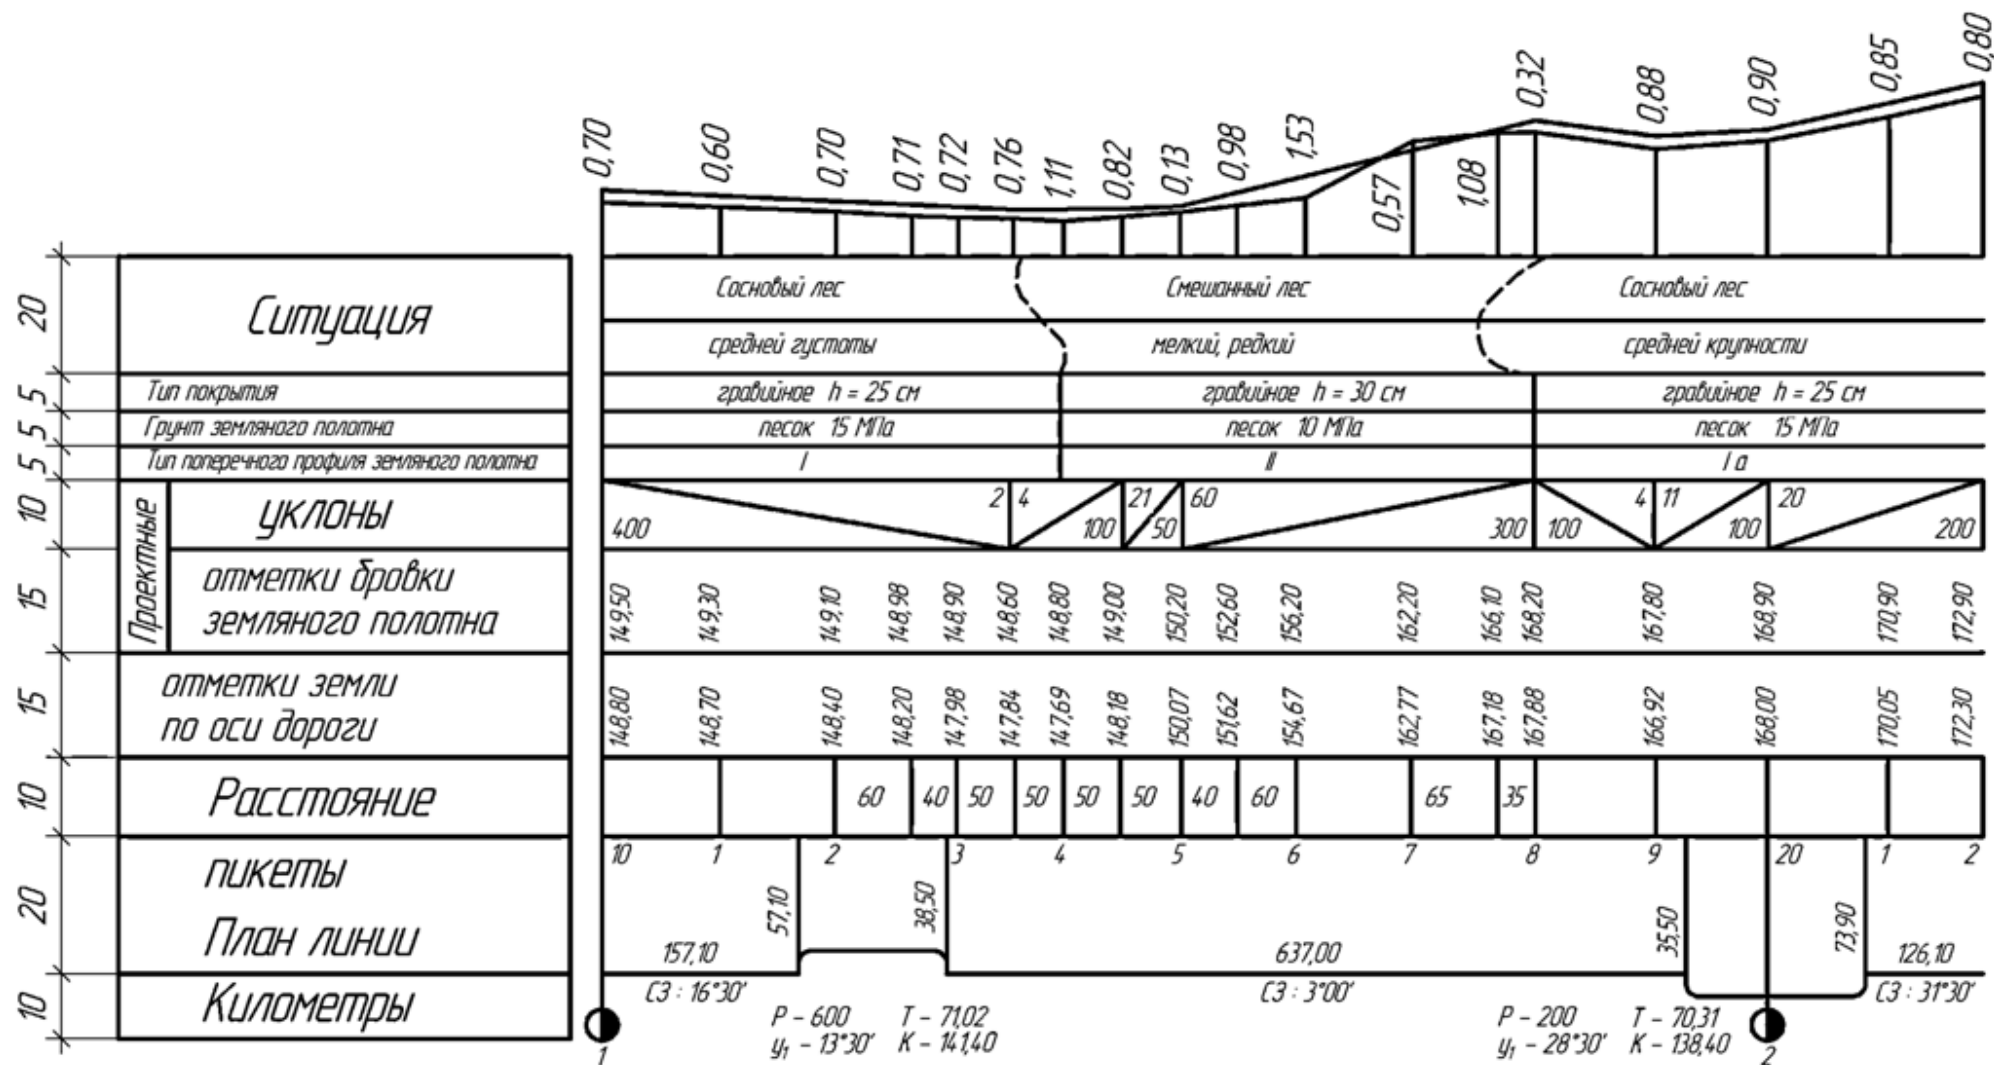 0,70 0,60 0,70 0,71 0,72 0,76 1,11 0,82 0,13 0,98 1,53 0,57 1,08 0,32 0,88 0,90 0,85 0,80
20 Ситуация Сосновый лес Смешанный лес Сосновый лес
средней густоты мелкий, редкий средней крупности
5 Тип покрытия гравийное h = 25 см гравийное h = 30 см гравийное h = 25 см
5 Грунт земляного полотна песок 15 МПа песок 10 МПа песок 15 МПа
5 Тип поперечного профиля земляного полотна I II I а
Проектные
10 уклоны 2 4 21 60 4 11 20
400 100 50 300 100 100 200
15 отметки бровки
земляного полотна
149,50 149,30 149,10 148,98 148,90 148,60 148,80 149,00 150,20 152,60 156,20 162,20 166,10 168,20 167,80 168,90 170,90 172,90
15 отметки земли
по оси дороги
148,80 148,70 148,40 148,20 147,98 147,84 147,69 148,18 150,07 151,62 154,67 162,77 167,18 167,88 166,92 168,00 170,05 172,30
10 Расстояние 60 40 50 50 50 50 40 60 65 35
20 пикеты 10 1 2 3 4 5 6 7 8 9 20 1 2
57,10 38,50 35,50 73,90
План линии 157,10 637,00 126,10
СЗ : 16°30' СЗ : 3°00' СЗ : 31°30'
10 Километры
Р – 600 Т – 71,02 Р – 200 Т – 70,31
У₁ – 13°30' К – 141,40 У₁ – 28°30' К – 138,40
1 2